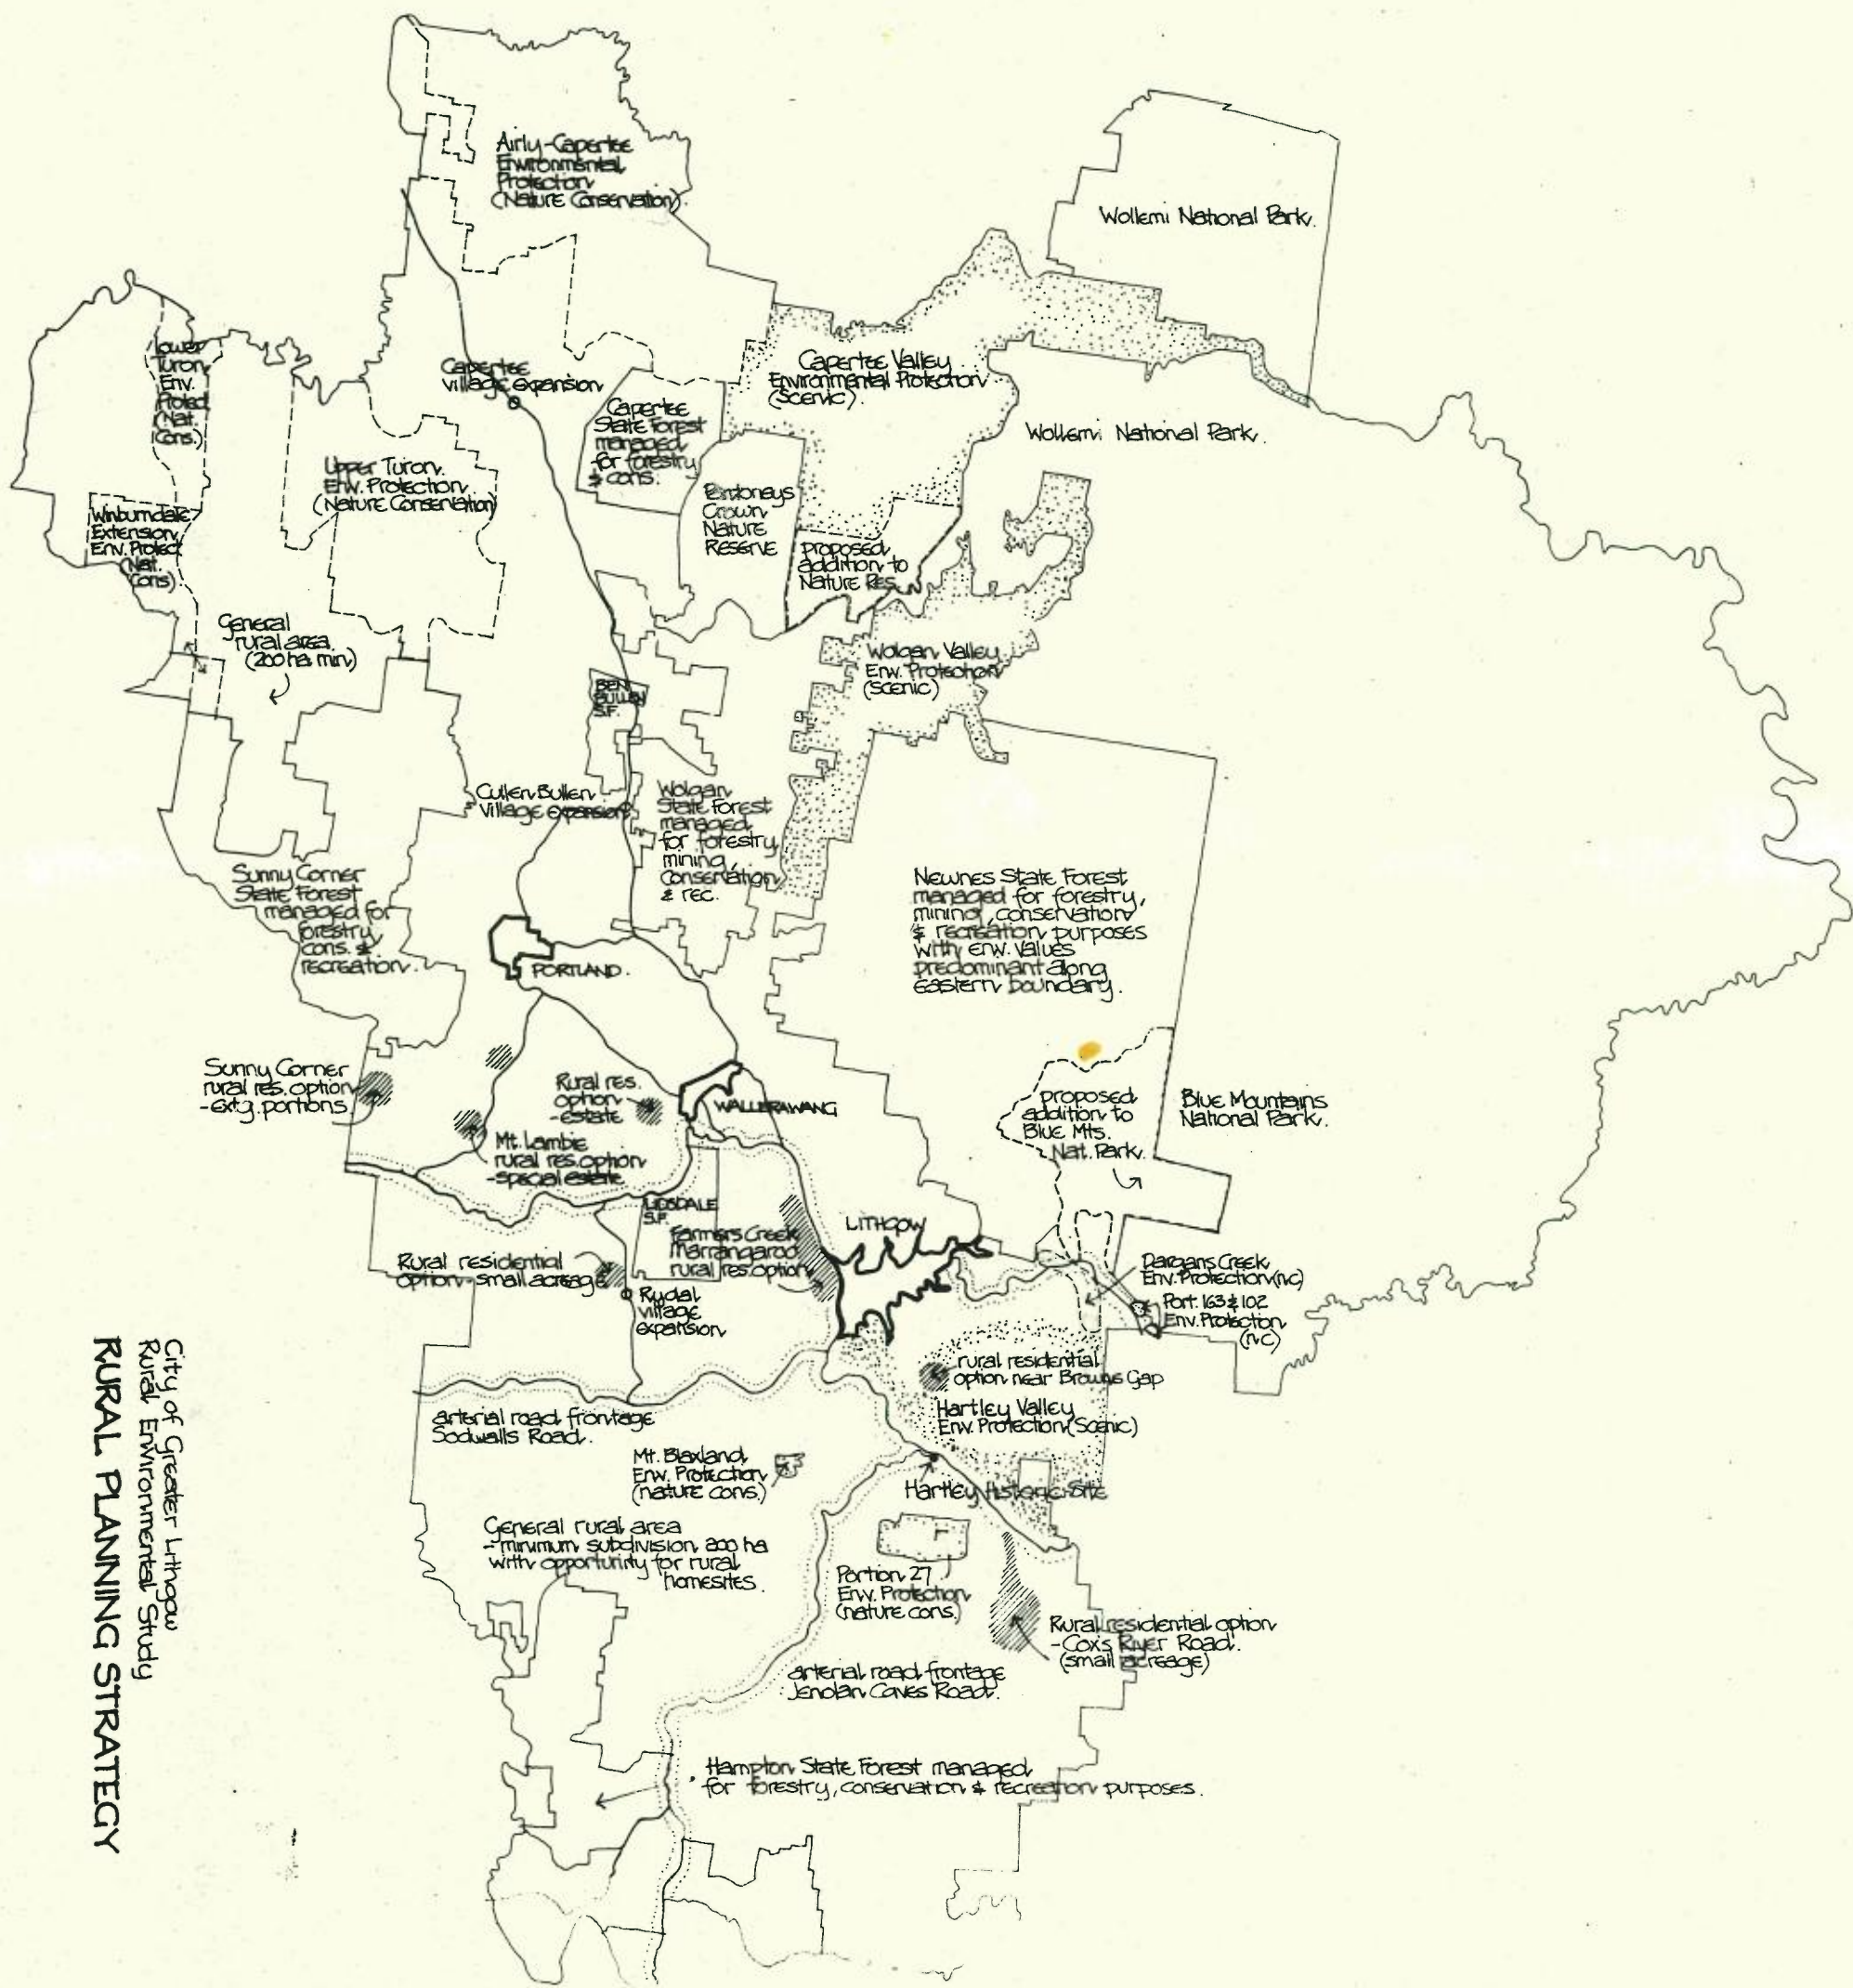 Airly-Capertee
Environmental
Protection
(Nature Conservation)
Wollemi National Park.
Lower
Turon
Env.
Protect
(Nat.
Cons.)
Capertee
village expansion
Capertee Valley
Environmental Protection
(Scenic).
Capertee
State Forest
managed
for forestry
& cons.
Wollemi National Park.
Upper Turon.
Env. Protection
(Nature Conservation)
Winburndale
Extension
Env. Protect
(Nat.
Cons)
Crown
Nature
Reserve
proposed
addition to
Nature Res.
General
rural area.
(200 ha min)
Wolgan Valley
Env. Protection
(scenic)
BEN
BULLEN
S.F.
Cullen Bullen
village expansion
Wolgan
State Forest
managed
for forestry,
mining,
conservation
& rec.
Sunny Corner
State Forest
managed for
forestry
cons. &
recreation.
Newnes State Forest
managed for forestry,
mining, conservation
& recreation purposes
with env. values
predominant along
eastern boundary.
PORTLAND.
Sunny Corner
rural res. option
- extg. portions
Rural res.
option
- estate
WALLERAWANG
proposed
addition to
Blue Mts.
Nat. Park.
Blue Mountains
National Park.
Mt. Lambie
rural res. option
- special estate
LIDSDALE
S.F.
Farmers Creek
Marrangaroo
rural res. option
LITHGOW
Rural residential
option - small acreage
Rydal
village
expansion
Dargans Creek
Env. Protection (nc)
Port. 163 & 102
Env. Protection
(nc)
rural residential
option near Browns Gap
Hartley Valley
Env. Protection (Scenic)
arterial road frontage
Sodwalls Road.
Mt. Blaxland
Env. Protection
(nature cons.)
Hartley Historic Site
General rural area
- minimum subdivision 200 ha
with opportunity for rural
homesites.
Portion 27
Env. Protection
(nature cons.)
Rural residential option
- Cox's River Road.
(small acreage)
arterial road frontage
Jenolan Caves Road.
Hampton State Forest managed
for forestry, conservation & recreation purposes.
City of Greater Lithgow
Rural Environmental Study
RURAL PLANNING STRATEGY